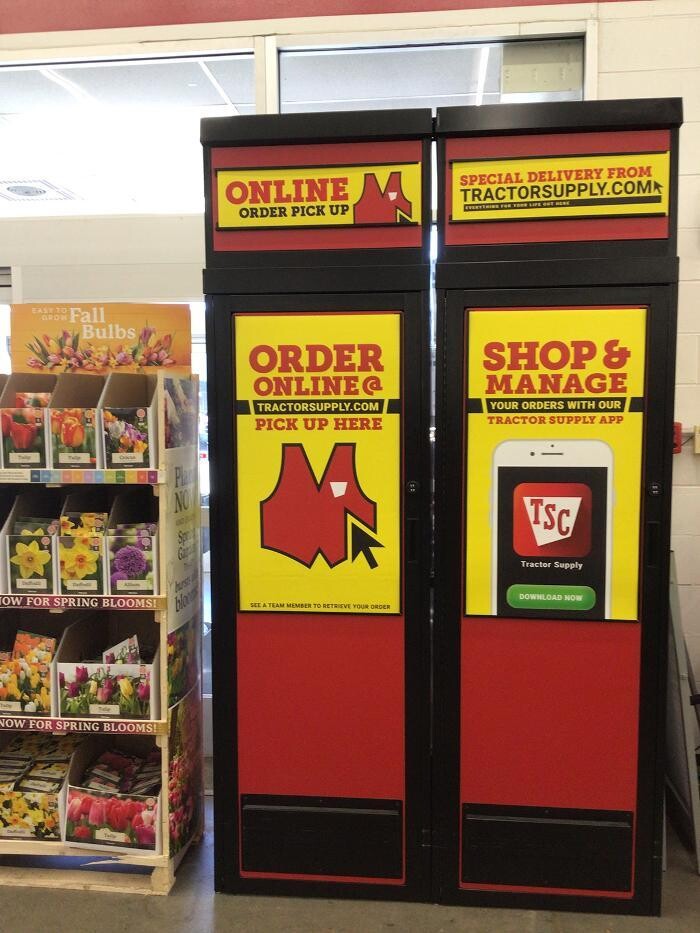 ONLINE
ORDER PICK UP
SPECIAL DELIVERY FROM
TRACTORSUPPLY.COM
EVERYTHING FOR YOUR LIFE OUT HERE
ORDER
ONLINE @
TRACTORSUPPLY.COM
PICK UP HERE
SEE A TEAM MEMBER TO RETRIEVE YOUR ORDER
SHOP &
MANAGE
YOUR ORDERS WITH OUR
TRACTOR SUPPLY APP
TSC
Tractor Supply
DOWNLOAD NOW
EASY TO
GROW
Fall
Bulbs
Tulip
Tulip
Crocus
Daffodil
Daffodil
Allium
NOW FOR SPRING BLOOMS!
Tulip
Tulip
NOW FOR SPRING BLOOMS!
Daffodil
Tulip